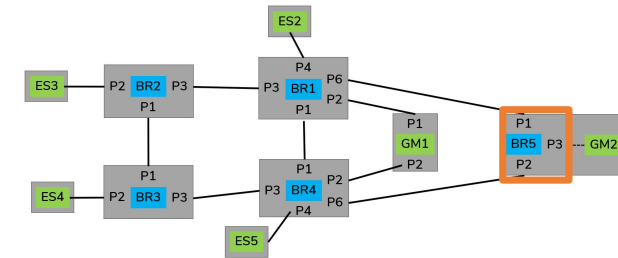 ES2
P4
ES3
P2 BR2 P3
P1
P3 BR1 P6
P2
P1
P1
GM1
P2
P1
BR5 P3 --- GM2
P2
P1
ES4
P2 BR3
P3
P1
P3 BR4 P2
P6
P4
ES5